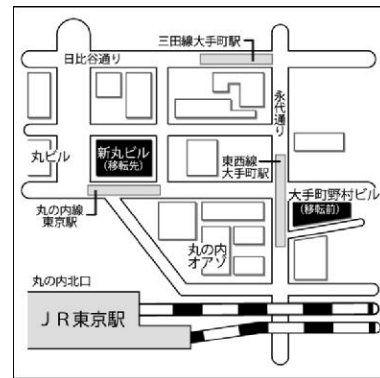 三田線大手町駅
日比谷通り
永代通り
丸ビル
新丸ビル
(移転先)
東西線
大手町駅
大手町野村ビル
(移転前)
丸の内線
東京駅
丸の内
オアゾ
丸の内北口
JR東京駅